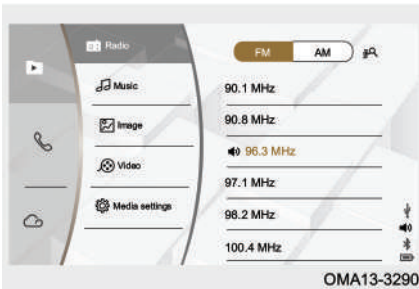 Radio
Music
Image
Video
Media settings
FM AM
90.1 MHz
90.8 MHz
96.3 MHz
97.1 MHz
98.2 MHz
100.4 MHz
OMA13-3290